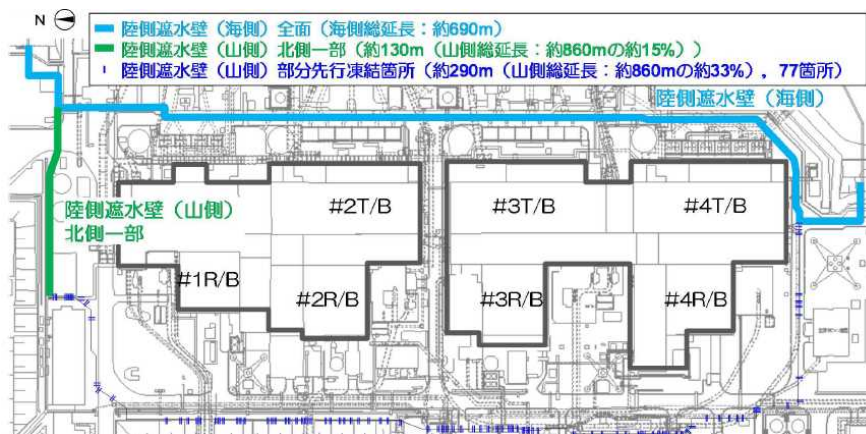 N
陸側遮水壁（海側）全面（海側総延長：約690m）
陸側遮水壁（山側）北側一部（約130m（山側総延長：約860mの約15%））
陸側遮水壁（山側）部分先行凍結箇所（約290m（山側総延長：約860mの約33%），77箇所）
陸側遮水壁（海側）
陸側遮水壁（山側）
北側一部
#2T/B
#3T/B
#4T/B
#1R/B
#2R/B
#3R/B
#4R/B